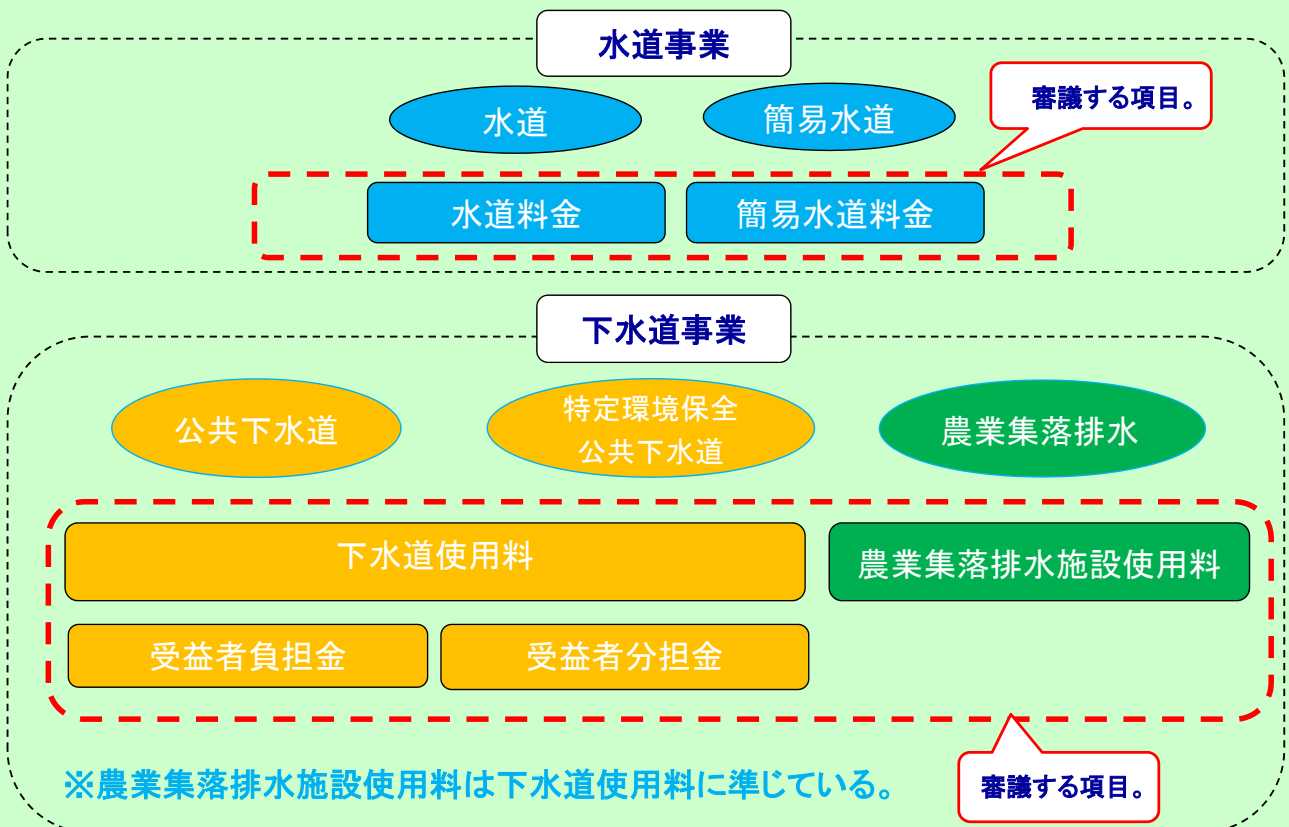 水道事業
水道
簡易水道
審議する項目。
水道料金
簡易水道料金
下水道事業
公共下水道
特定環境保全
公共下水道
農業集落排水
下水道使用料
農業集落排水施設使用料
受益者負担金
受益者分担金
※農業集落排水施設使用料は下水道使用料に準じている。
審議する項目。